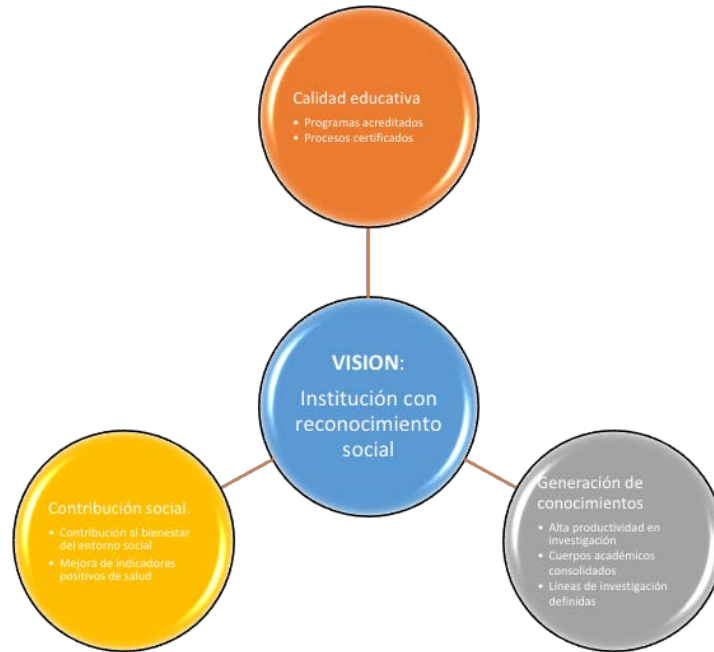 Calidad educativa
• Programas acreditados
• Procesos certificados
VISION:
Institución con
reconocimiento
social
Contribución social.
• Contribución al bienestar
del entorno social
• Mejora de indicadores
positivos de salud
Generación de
conocimientos
• Alta productividad en
investigación
• Cuerpos académicos
consolidados
• Líneas de investigación
definidas